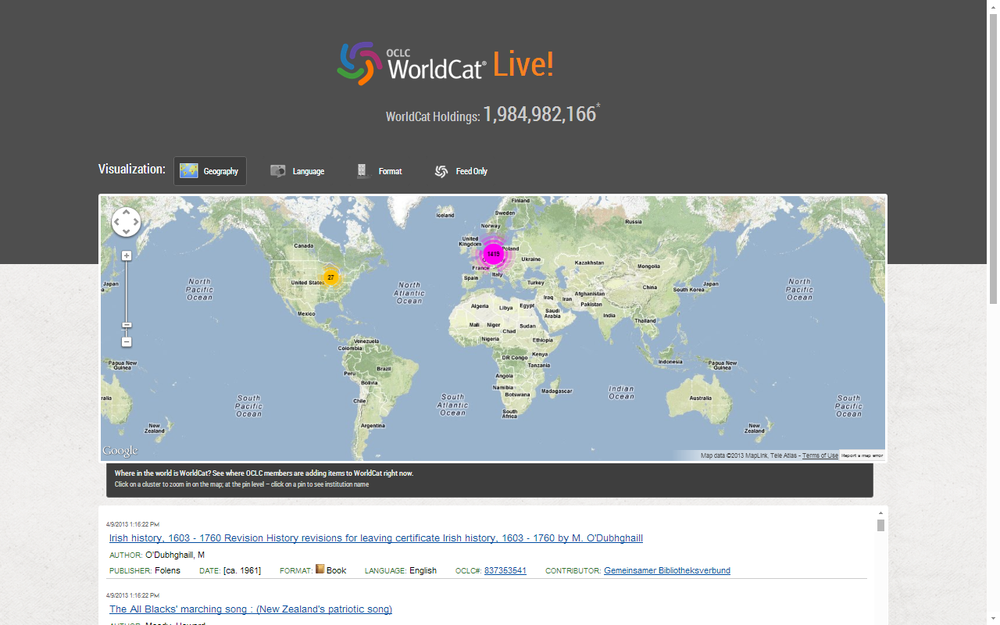 OCLC
WorldCat® Live!
WorldCat Holdings: 1,984,982,166*
Visualization: Geography Language Format Feed Only
Finland
Iceland
Sweden
Russia
Norway
Canada
United Kingdom
Poland
1419
Ukraine
Kazakhstan
Mongolia
France
Italy
27
United States
Spain
Turkey
China
Japan
South Korea
Japan
North Pacific Ocean
North Atlantic Ocean
North Pacific Ocean
Iraq
Iran
Afghanistan
Pakistan
Algeria
Libya
Egypt
Saudi Arabia
Mexico
India
Thailand
Mali
Niger
Chad
Sudan
Nigeria
Ethiopia
Venezuela
Colombia
DR Congo
Kenya
Tanzania
Papua New Guinea
Indonesia
Papua New Guinea
Peru
Brazil
Bolivia
Angola
Namibia
Botswana
Madagascar
Indian Ocean
Chile
South Pacific Ocean
South Atlantic Ocean
South Africa
ralia
Australia
South Pacific Ocean
New Zealand
Argentina
New Zealand
Google
Map data ©2013 MapLink, Tele Atlas - Terms of Use Report a map error
Where in the world is WorldCat? See where OCLC members are adding items to WorldCat right now.
Click on a cluster to zoom in on the map; at the pin level – click on a pin to see institution name
4/9/2013 1:16:22 PM
Irish history, 1603 - 1760 Revision History revisions for leaving certificate Irish history, 1603 - 1760 by M. O'Dubhghaill
AUTHOR: O'Dubhghaill, M
PUBLISHER: Folens DATE: [ca. 1961] FORMAT: Book LANGUAGE: English OCLC#: 837353541 CONTRIBUTOR: Gemeinsamer Bibliotheksverbund
4/9/2013 1:16:22 PM
The All Blacks' marching song : (New Zealand's patriotic song)